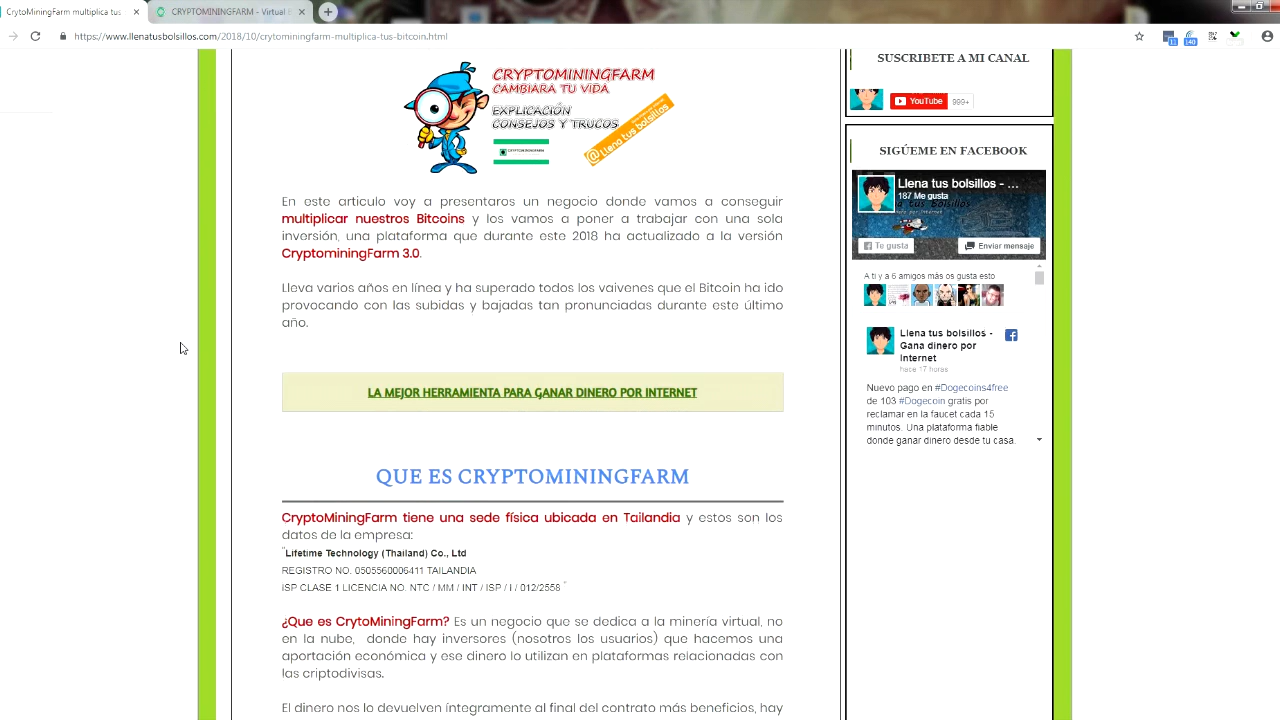 CrytoMiningFarm multiplica tus
CRYPTOMININGFARM - Virtual
https://www.llenatusbolsillos.com/2018/10/crytominingfarm-multiplica-tus-bitcoin.html
CRYPTOMININGFARM
CAMBIARA TU VIDA
EXPLICACIÓN
CONSEJOS Y TRUCOS
CRYPTOMININGFARM
@Llena tus bolsillos
En este articulo voy a presentaros un negocio donde vamos a conseguir
multiplicar nuestros Bitcoins y los vamos a poner a trabajar con una sola
inversión, una plataforma que durante este 2018 ha actualizado a la versión
CryptominingFarm 3.0.
Lleva varios años en línea y ha superado todos los vaivenes que el Bitcoin ha ido
provocando con las subidas y bajadas tan pronunciadas durante este último
año.
LA MEJOR HERRAMIENTA PARA GANAR DINERO POR INTERNET
QUE ES CRYPTOMININGFARM
CryptoMiningFarm tiene una sede física ubicada en Tailandia y estos son los
datos de la empresa:
"Lifetime Technology (Thailand) Co., Ltd
REGISTRO NO. 0505560006411 TAILANDIA
ISP CLASE 1 LICENCIA NO. NTC / MM / INT / ISP / I / 012/2558 "
¿Que es CrytoMiningFarm? Es un negocio que se dedica a la minería virtual, no
en la nube, donde hay inversores (nosotros los usuarios) que hacemos una
aportación económica y ese dinero lo utilizan en plataformas relacionadas con
las criptodivisas.
El dinero nos lo devuelven íntegramente al final del contrato más beneficios, hay
SUSCRIBETE A MI CANAL
YouTube 999+
SIGÚEME EN FACEBOOK
Llena tus bolsillos - ...
187 Me gusta
Te gusta
Enviar mensaje
A ti y a 6 amigos más os gusta esto
Llena tus bolsillos -
Gana dinero por
Internet
hace 17 horas
Nuevo pago en #Dogecoins4free
de 103 #Dogecoin gratis por
reclamar en la faucet cada 15
minutos. Una plataforma fiable
donde ganar dinero desde tu casa.